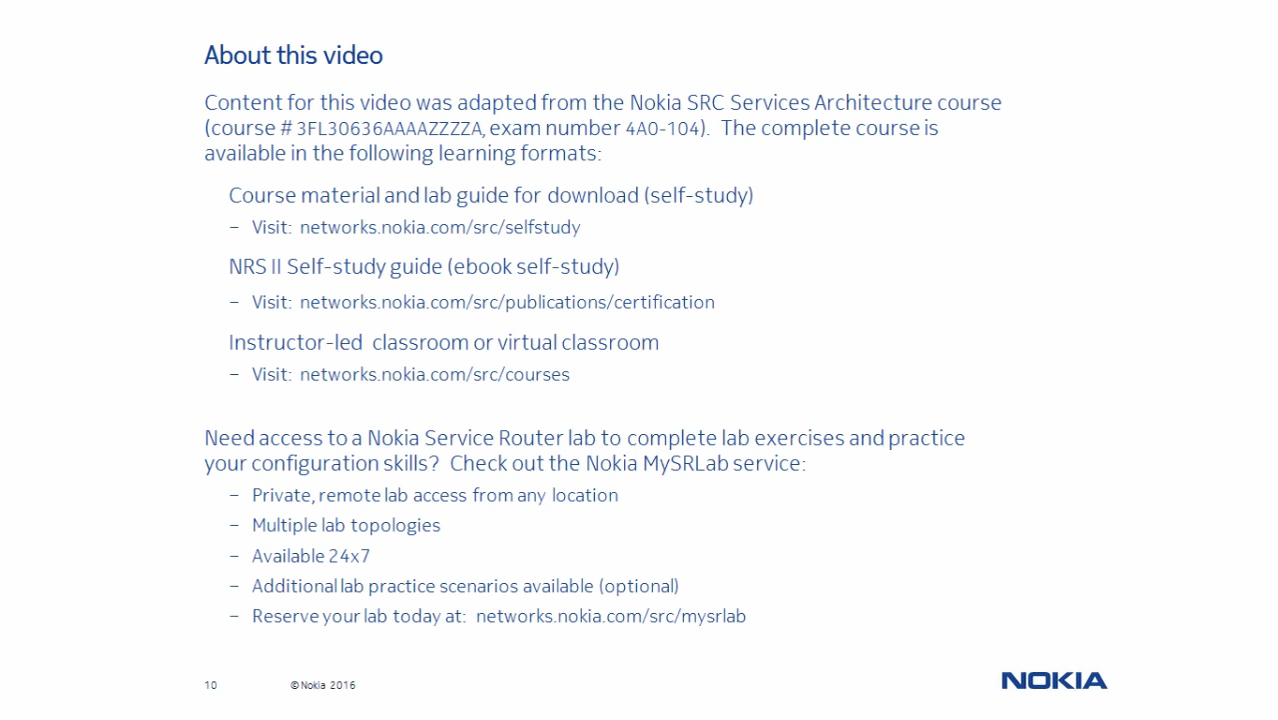 About this video
Content for this video was adapted from the Nokia SRC Services Architecture course
(course # 3FL30636AAAAZZZZA, exam number 4A0-104). The complete course is
available in the following learning formats:
Course material and lab guide for download (self-study)
– Visit: networks.nokia.com/src/selfstudy
NRS II Self-study guide (ebook self-study)
– Visit: networks.nokia.com/src/publications/certification
Instructor-led classroom or virtual classroom
– Visit: networks.nokia.com/src/courses
Need access to a Nokia Service Router lab to complete lab exercises and practice
your configuration skills? Check out the Nokia MySRLab service:
– Private, remote lab access from any location
– Multiple lab topologies
– Available 24x7
– Additional lab practice scenarios available (optional)
– Reserve your lab today at: networks.nokia.com/src/mysrlab
10 © Nokia 2016
NOKIA